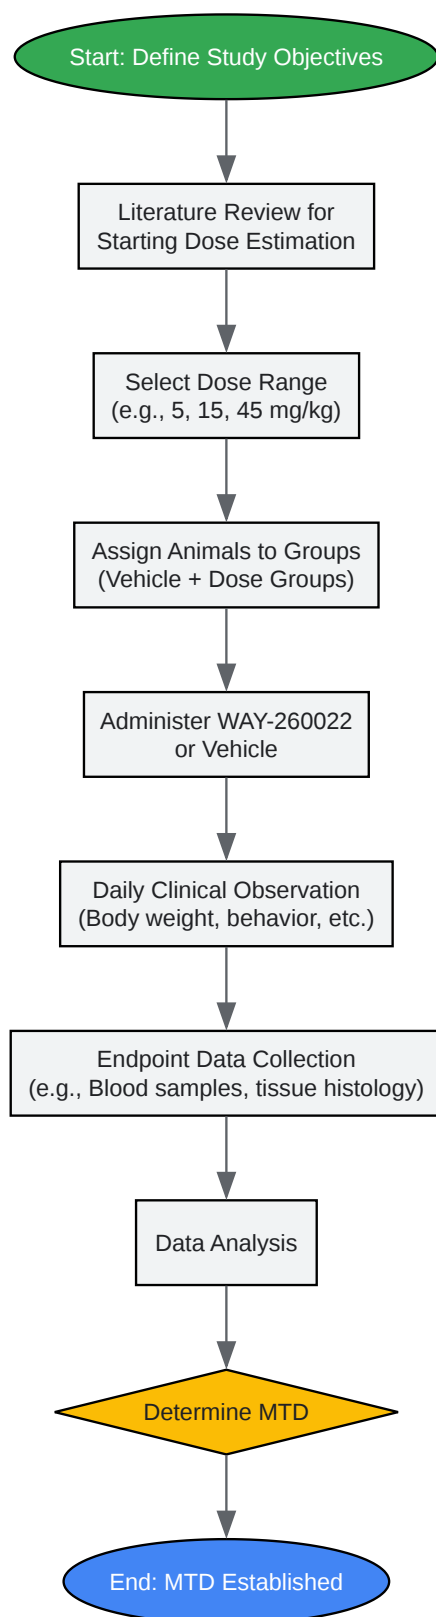 Start: Define Study Objectives
Literature Review for
Starting Dose Estimation
Select Dose Range
(e.g., 5, 15, 45 mg/kg)
Assign Animals to Groups
(Vehicle + Dose Groups)
Administer WAY-260022
or Vehicle
Daily Clinical Observation
(Body weight, behavior, etc.)
Endpoint Data Collection
(e.g., Blood samples, tissue histology)
Data Analysis
Determine MTD
End: MTD Established